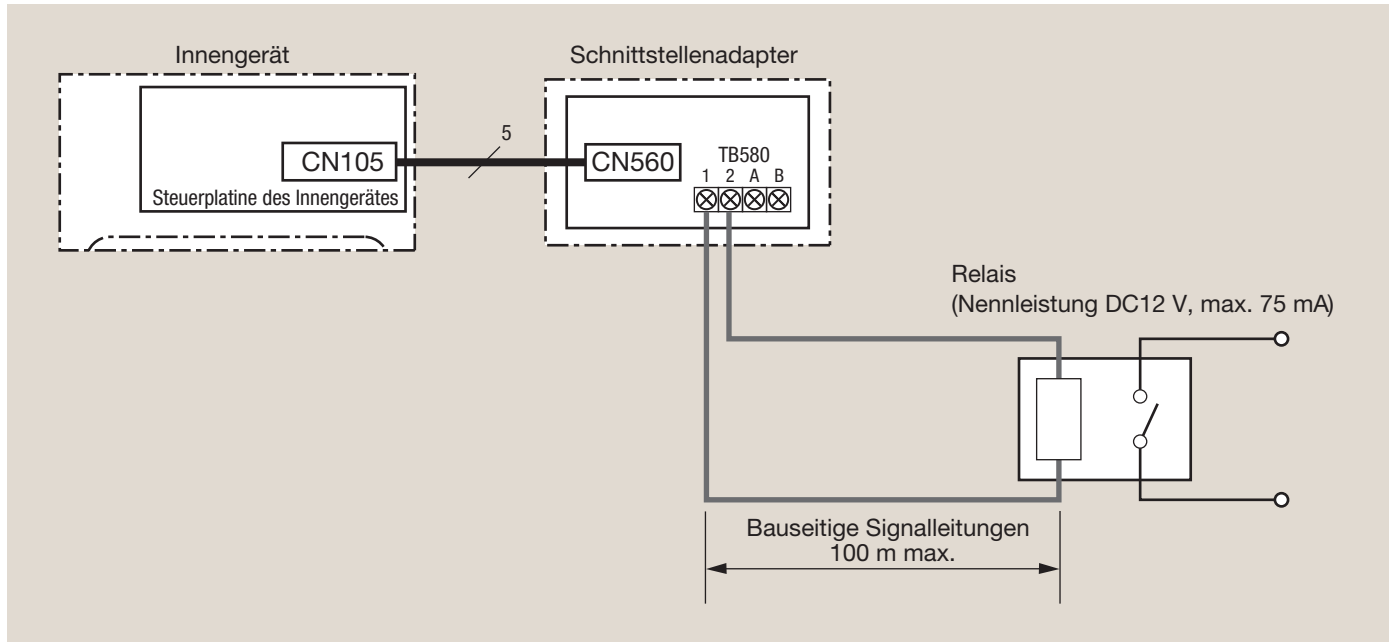 Innengerät
Schnittstellenadapter
5
CN105
CN560
TB580
1 2 A B
Steuerplatine des Innengerätes
Relais
(Nennleistung DC12 V, max. 75 mA)
Bauseitige Signalleitungen
100 m max.